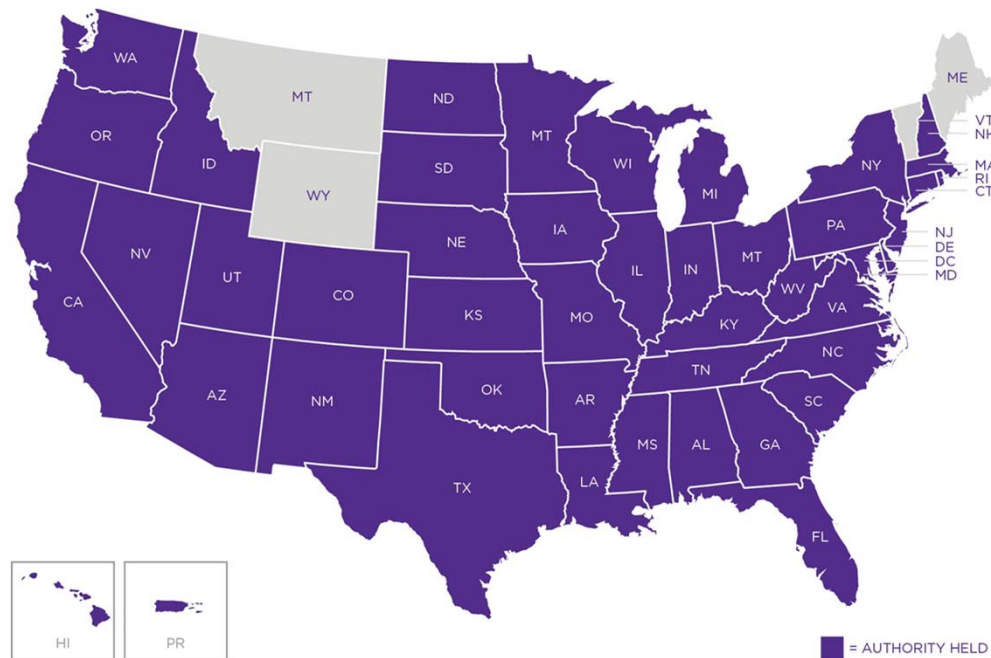 WA
MT
ME
ND
MT
VT
OR
NH
ID
SD
WI
NY
MA
MI
RI
CT
WY
PA
IA
NE
NJ
DE
NV
MT
DC
UT
IL
IN
MD
CA
CO
WV
VA
KS
MO
KY
NC
TN
OK
AZ
NM
AR
SC
MS
AL
GA
TX
LA
FL
HI
PR
= AUTHORITY HELD